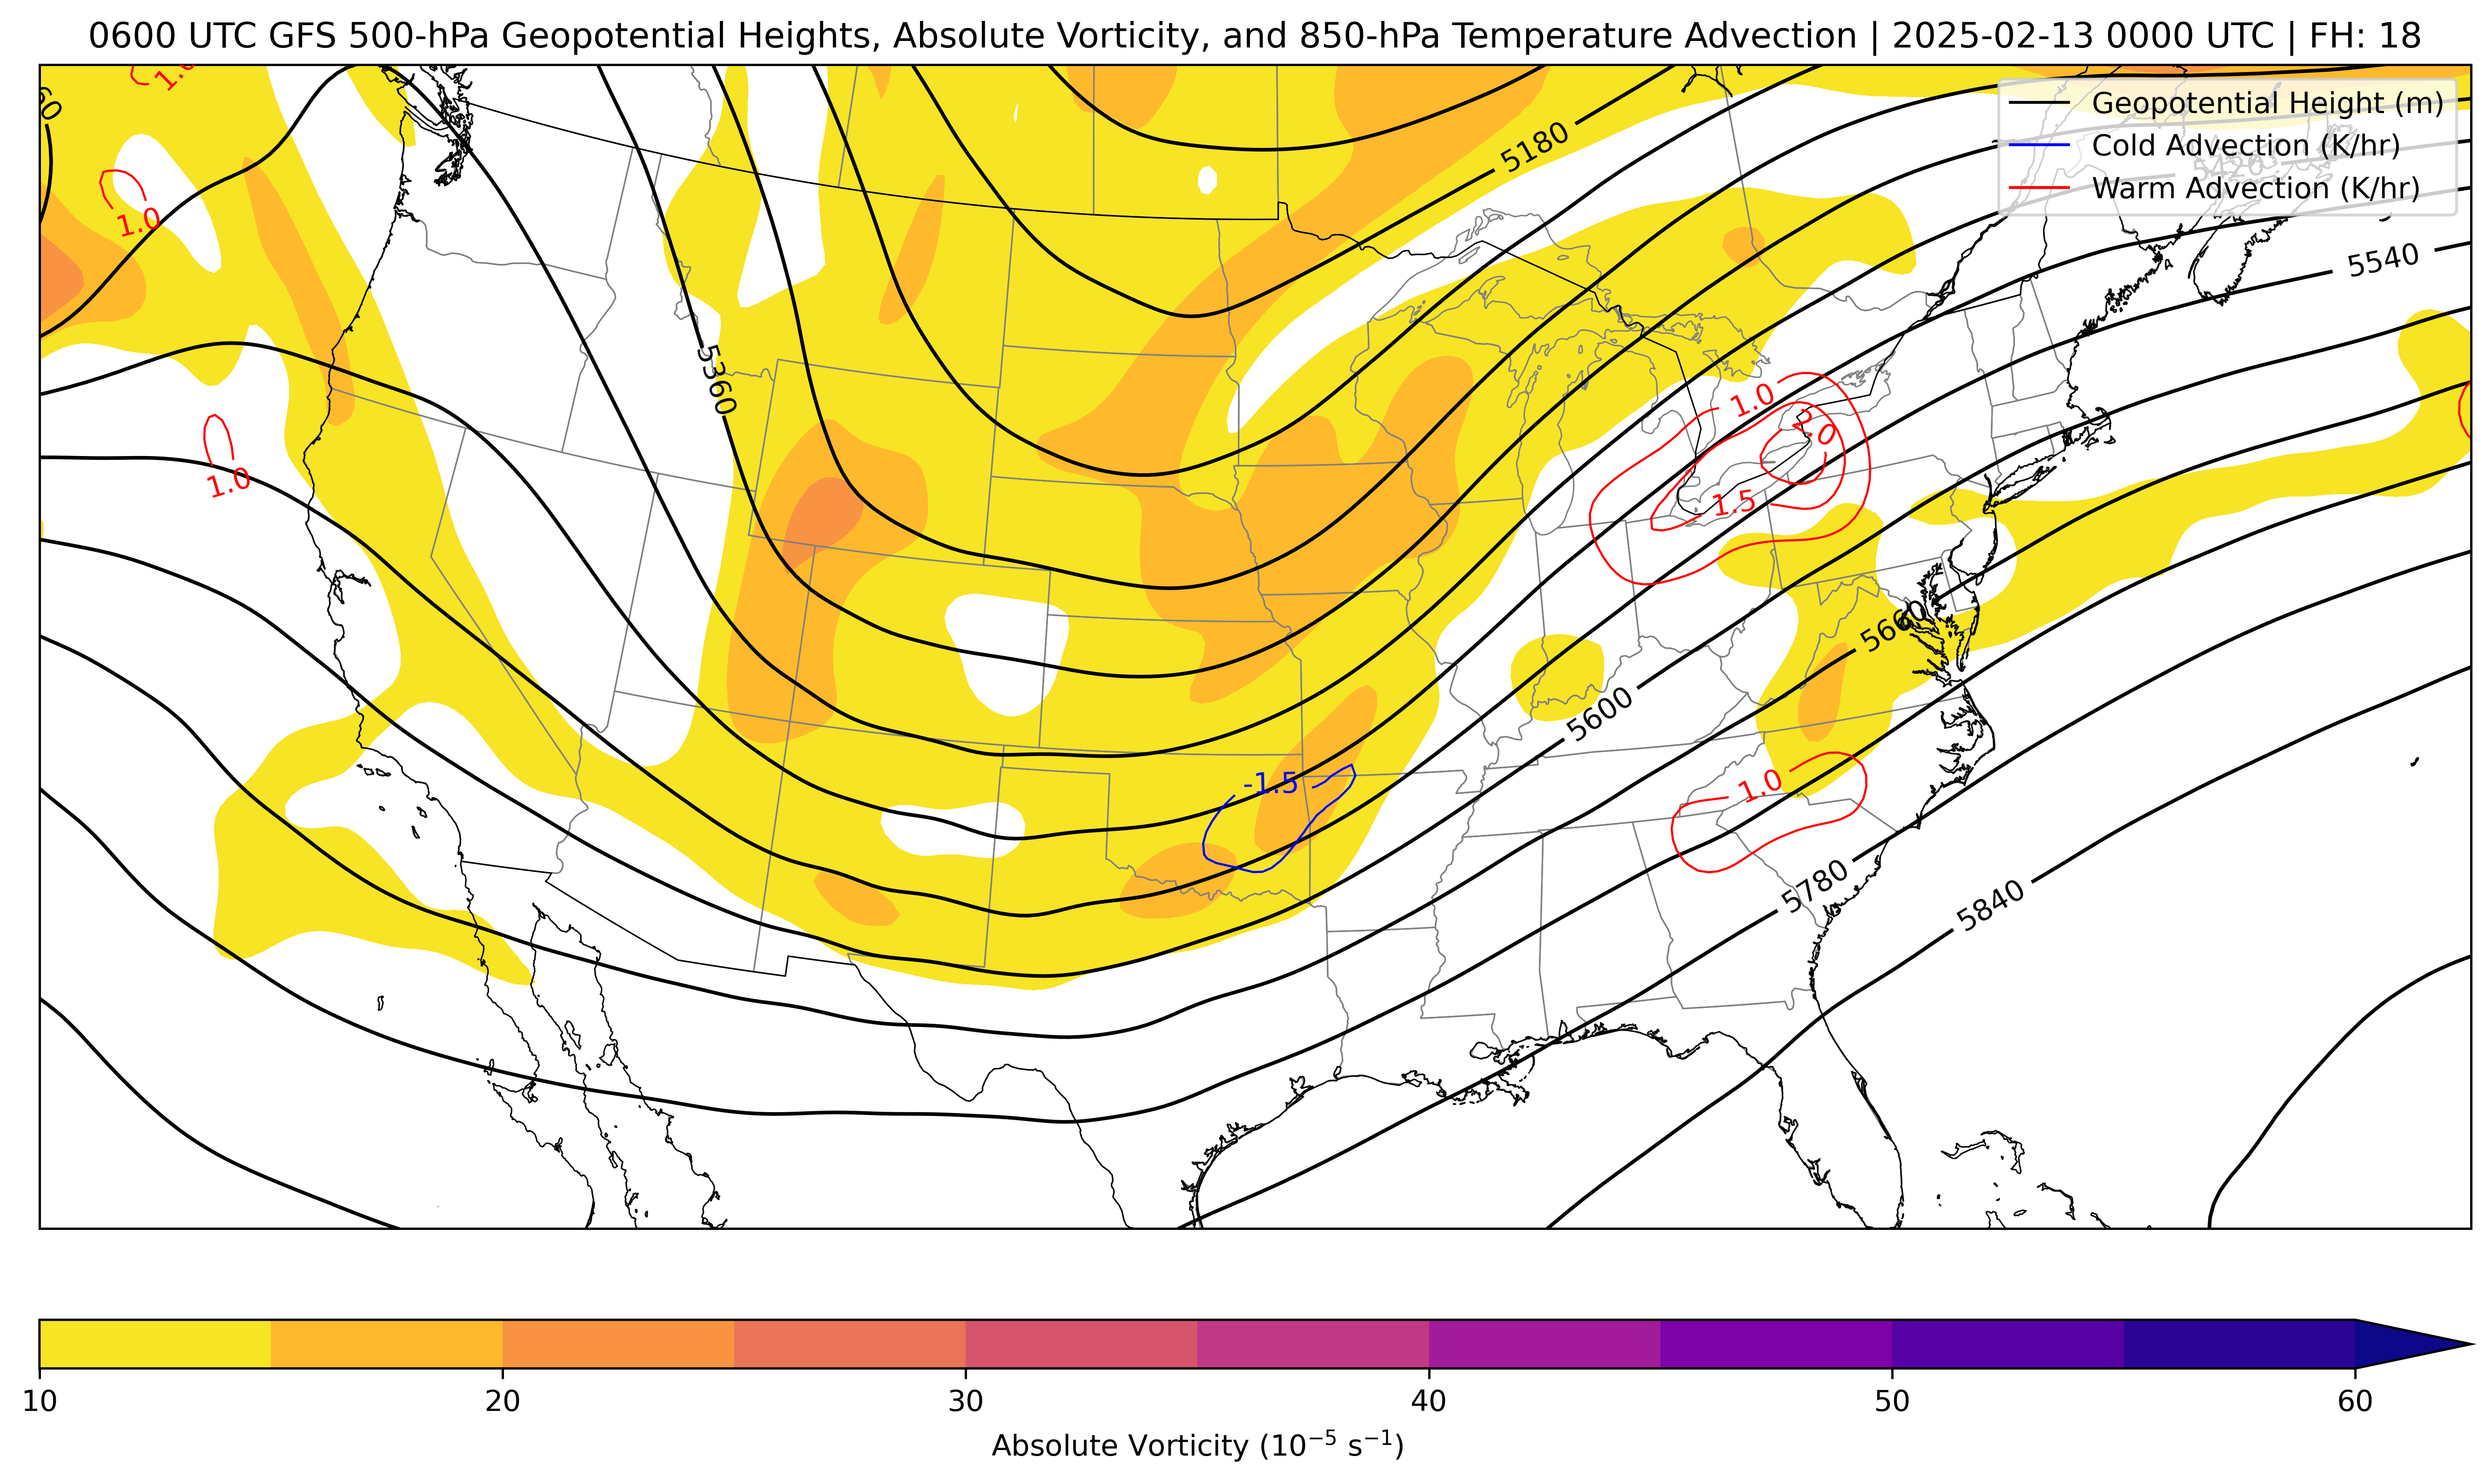 0600 UTC GFS 500-hPa Geopotential Heights, Absolute Vorticity, and 850-hPa Temperature Advection | 2025-02-13 0000 UTC | FH: 18
1.0
60
Geopotential Height (m)
Cold Advection (K/hr)
Warm Advection (K/hr)
5180
5420
1.0
5540
5360
1.0
2.0
1.0
1.5
5660
5600
-1.5
1.0
5780
5840
10 20 30 40 50 60
Absolute Vorticity (10⁻⁵ s⁻¹)